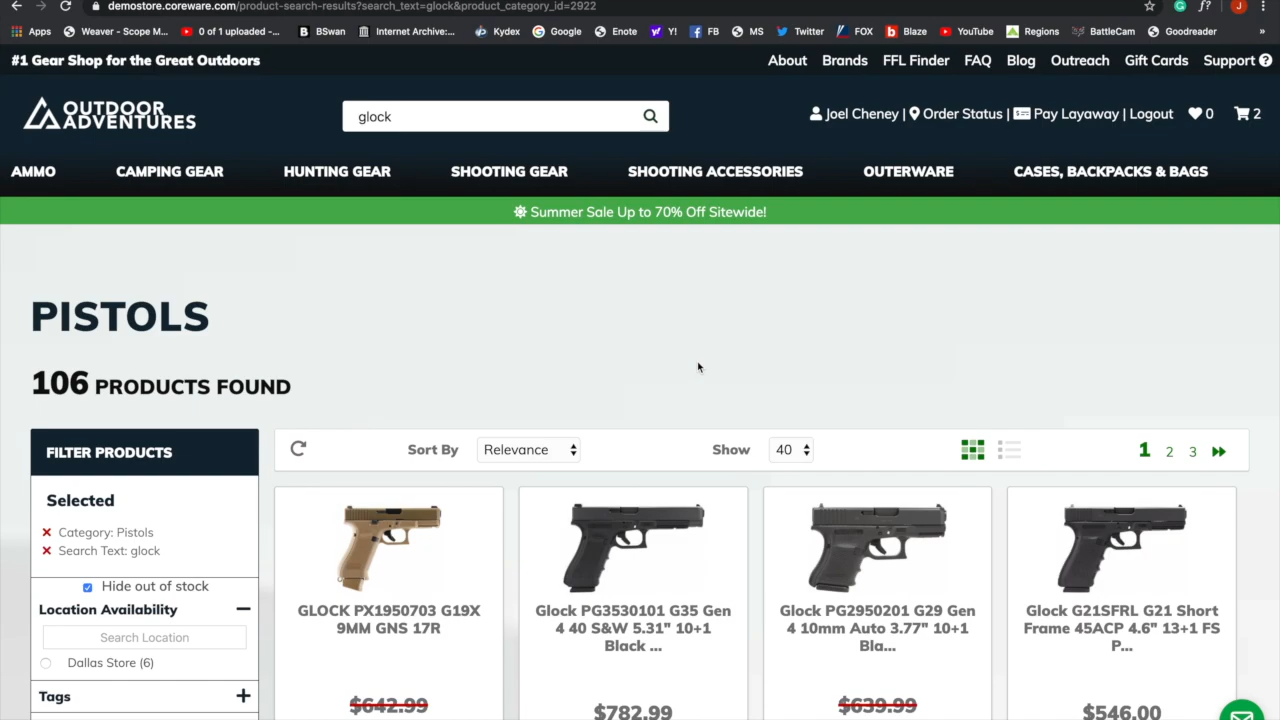 demostore.coreware.com/product-search-results?search_text=glock&product_category_id=2922
Apps Weaver - Scope M... 0 of 1 uploaded -... BSwan Internet Archive:... Kydex Google Enote Y! FB MS Twitter FOX Blaze YouTube Regions BattleCam Goodreader »
#1 Gear Shop for the Great Outdoors About Brands FFL Finder FAQ Blog Outreach Gift Cards Support ?
OUTDOOR
ADVENTURES
glock
Joel Cheney | Order Status | Pay Layaway | Logout 0 2
AMMO CAMPING GEAR HUNTING GEAR SHOOTING GEAR SHOOTING ACCESSORIES OUTERWARE CASES, BACKPACKS & BAGS
Summer Sale Up to 70% Off Sitewide!
PISTOLS
106 PRODUCTS FOUND
FILTER PRODUCTS
Sort By Relevance Show 40 1 2 3
Selected
Category: Pistols
Search Text: glock
Hide out of stock
Location Availability
Search Location
Dallas Store (6)
Tags
GLOCK PX1950703 G19X
9MM GNS 17R
$642.99
Glock PG3530101 G35 Gen
4 40 S&W 5.31" 10+1
Black ...
$782.99
Glock PG2950201 G29 Gen
4 10mm Auto 3.77" 10+1
Bla...
$639.99
Glock G21SFRL G21 Short
Frame 45ACP 4.6" 13+1 FS
P...
$546.00